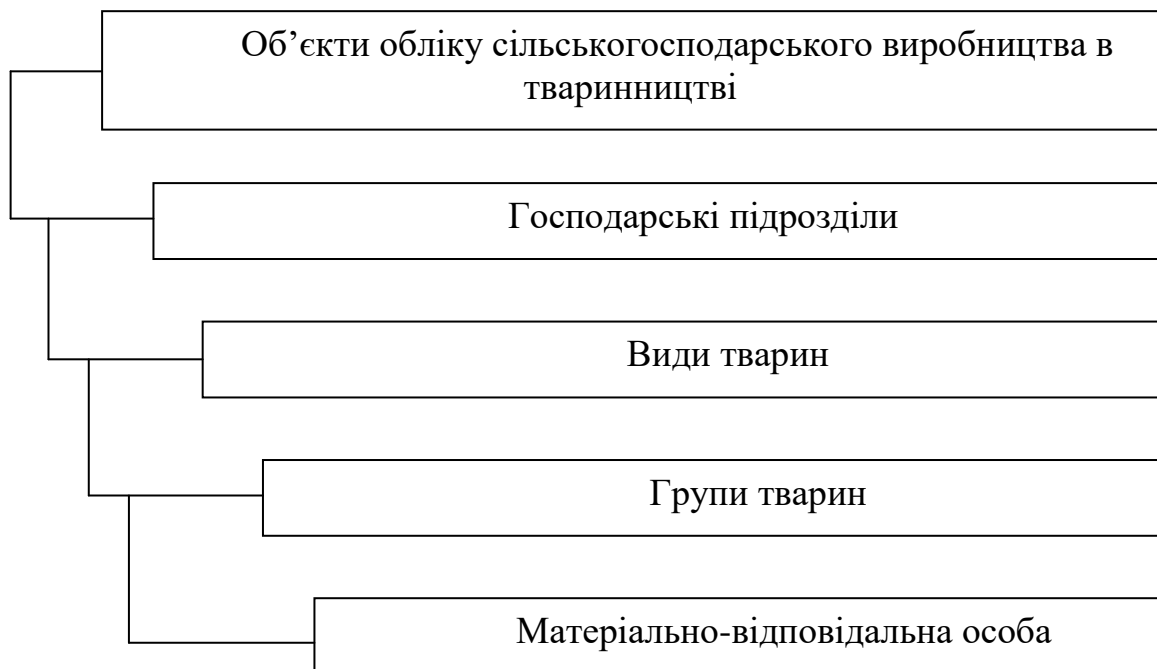 Об’єкти обліку сільськогосподарського виробництва в
тваринництві
Господарські підрозділи
Види тварин
Групи тварин
Матеріально-відповідальна особа